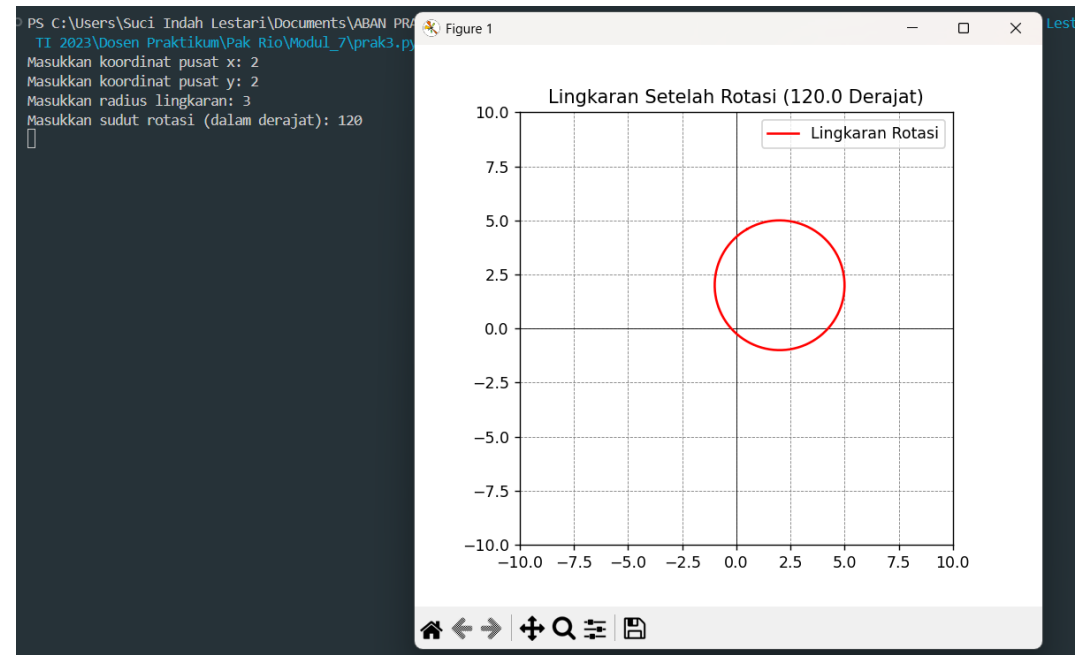 PS C:\Users\Suci Indah Lestari\Documents\ABAN PRA
TI 2023\Dosen Praktikum\Pak Rio\Modul_7\prak3.py
Masukkan koordinat pusat x: 2
Masukkan koordinat pusat y: 2
Masukkan radius lingkaran: 3
Masukkan sudut rotasi (dalam derajat): 120
Figure 1
Lest
Lingkaran Setelah Rotasi (120.0 Derajat)
Lingkaran Rotasi
10.0
7.5
5.0
2.5
0.0
−2.5
−5.0
−7.5
−10.0
−10.0 −7.5 −5.0 −2.5 0.0 2.5 5.0 7.5 10.0